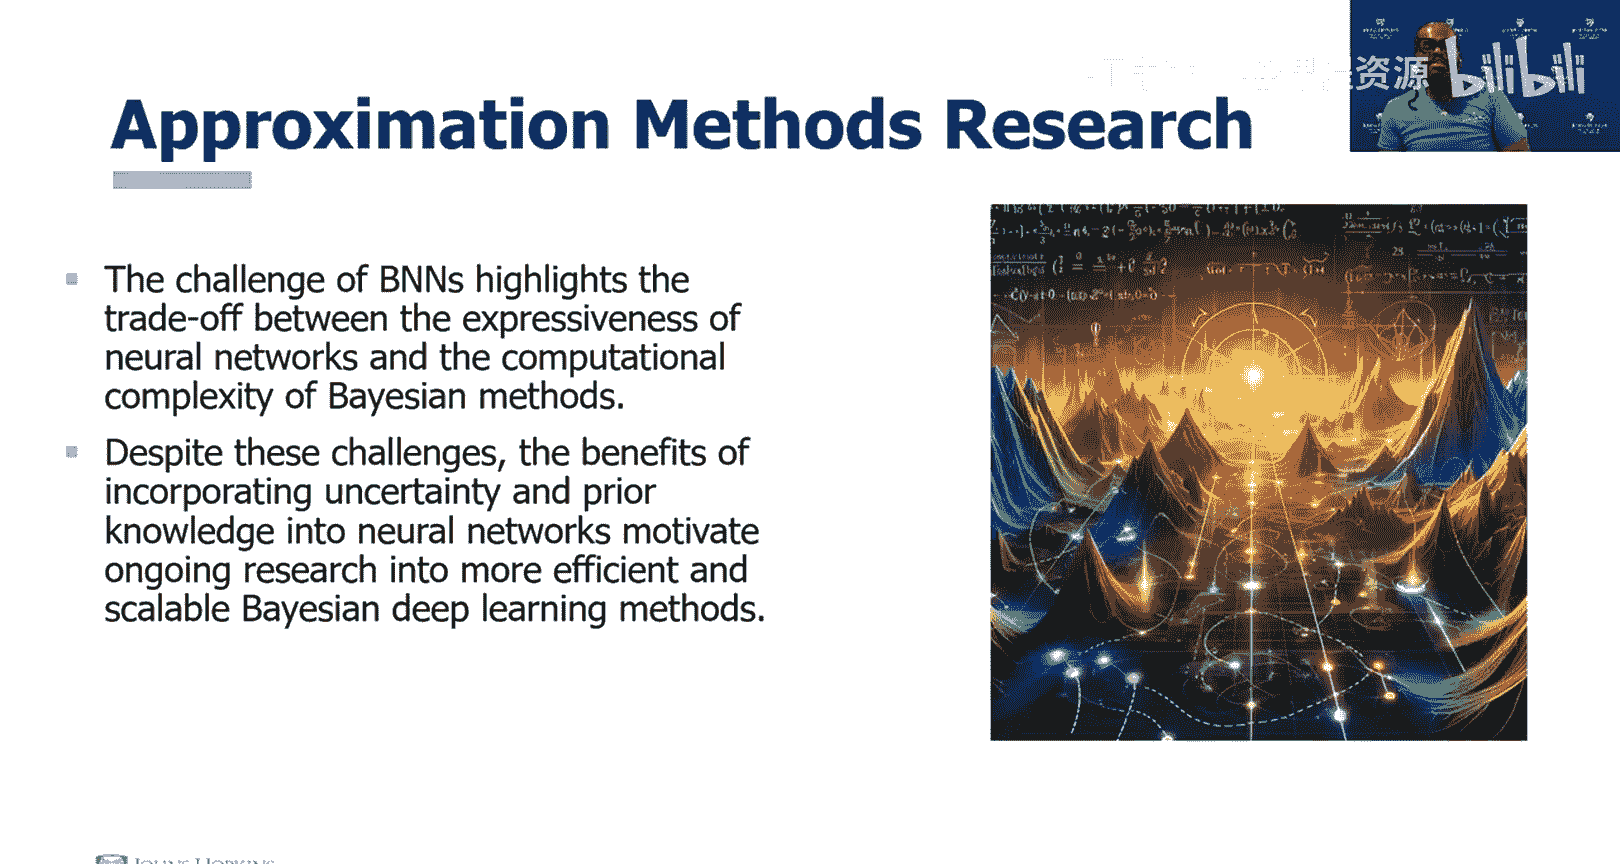 资源
bilibili
Approximation Methods Research
The challenge of BNNs highlights the
trade-off between the expressiveness of
neural networks and the computational
complexity of Bayesian methods.
Despite these challenges, the benefits of
incorporating uncertainty and prior
knowledge into neural networks motivate
ongoing research into more efficient and
scalable Bayesian deep learning methods.
JOHNS HOPKINS